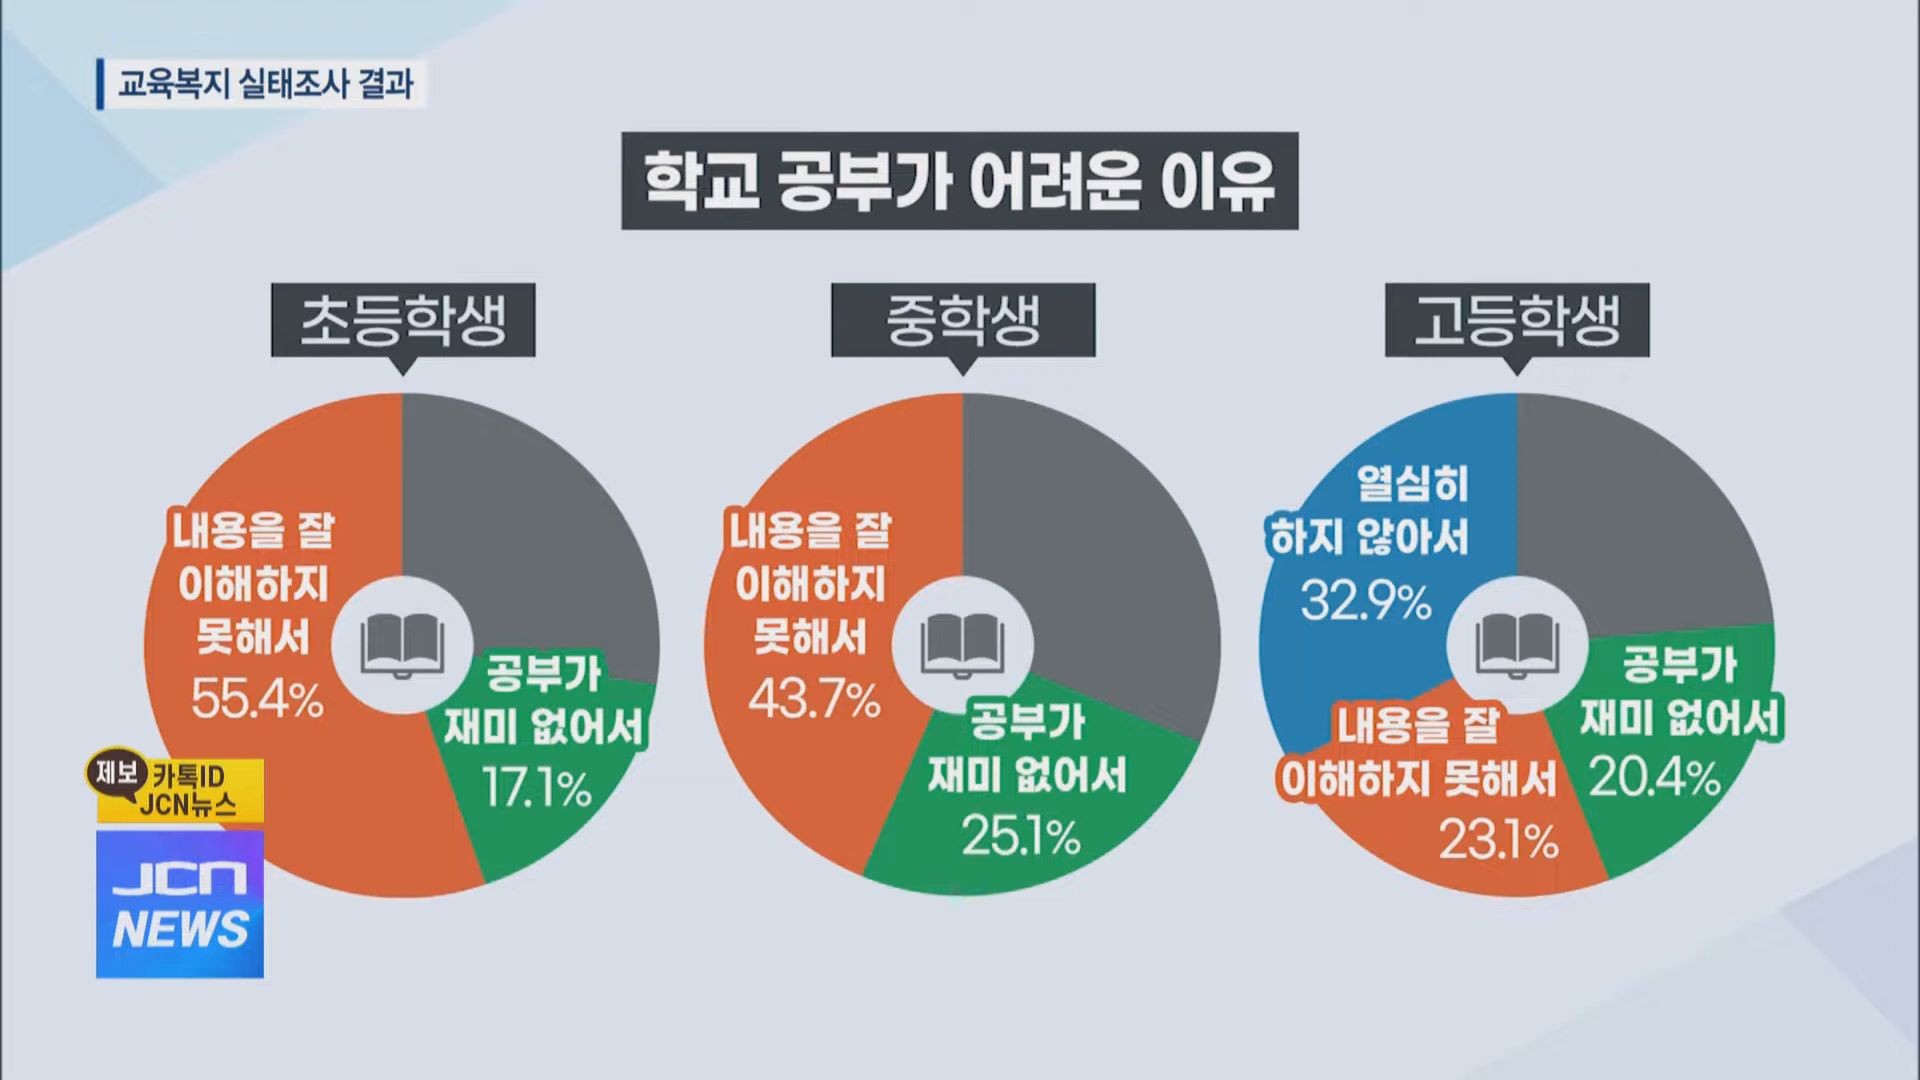 교육복지 실태조사 결과
학교 공부가 어려운 이유
초등학생
내용을 잘
이해하지
못해서
55.4%
공부가
재미 없어서
17.1%
중학생
내용을 잘
이해하지
못해서
43.7%
공부가
재미 없어서
25.1%
고등학생
열심히
하지 않아서
32.9%
내용을 잘
이해하지 못해서
23.1%
공부가
재미 없어서
20.4%
제보 카톡ID
JCN뉴스
JCN
NEWS